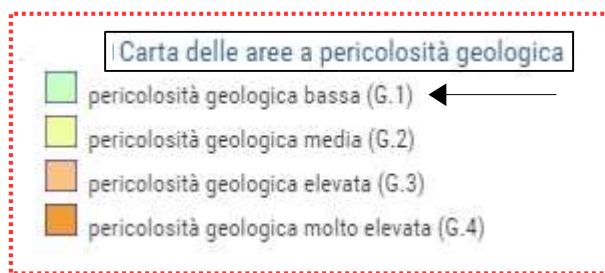 Carta delle aree a pericolosità geologica
pericolosità geologica bassa (G.1)
pericolosità geologica media (G.2)
pericolosità geologica elevata (G.3)
pericolosità geologica molto elevata (G.4)